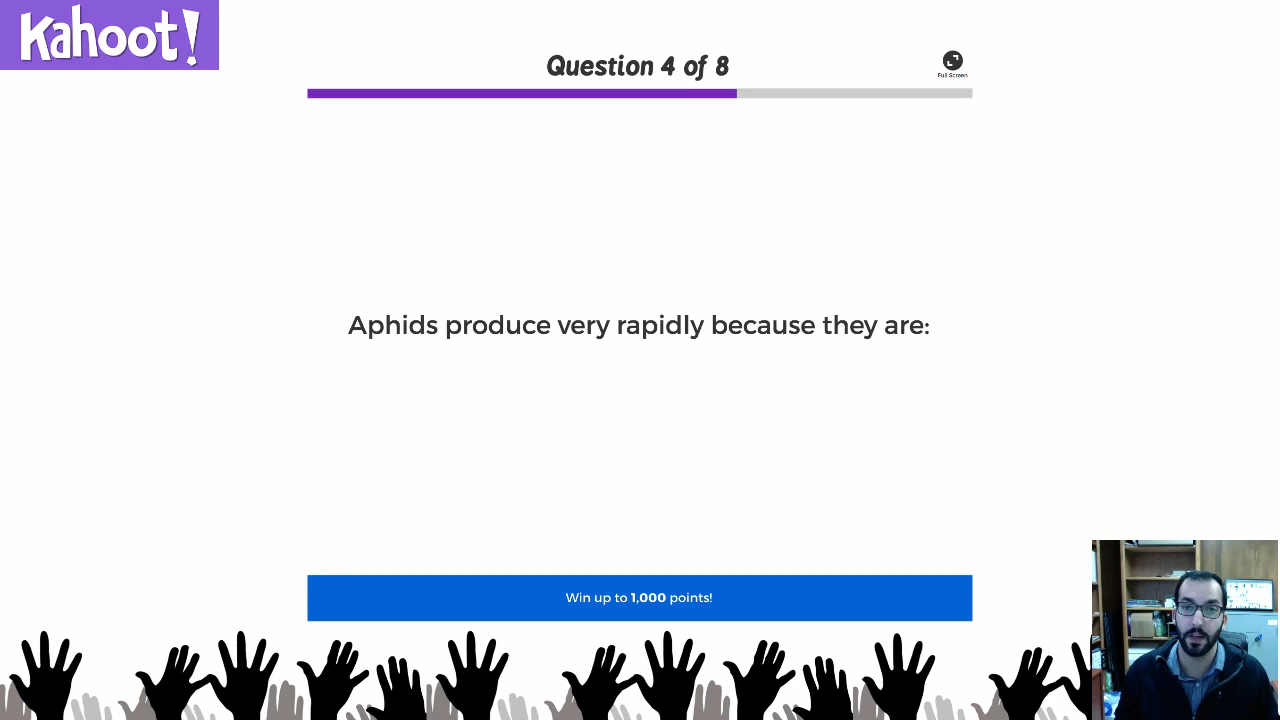 Kahoot!
Question 4 of 8
Full Screen
Aphids produce very rapidly because they are:
Win up to 1,000 points!